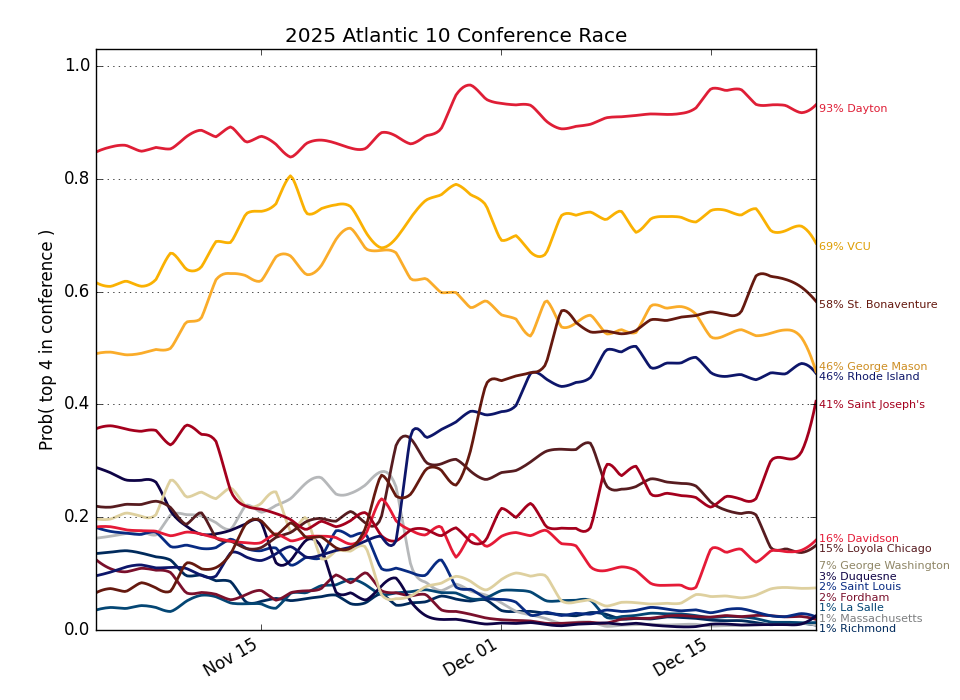 2025 Atlantic 10 Conference Race
Prob( top 4 in conference )
1.0
0.8
0.6
0.4
0.2
0.0
Nov 15
Dec 01
Dec 15
93% Dayton
69% VCU
58% St. Bonaventure
46% George Mason
46% Rhode Island
41% Saint Joseph's
16% Davidson
15% Loyola Chicago
7% George Washington
3% Duquesne
2% Saint Louis
2% Fordham
1% La Salle
1% Massachusetts
1% Richmond